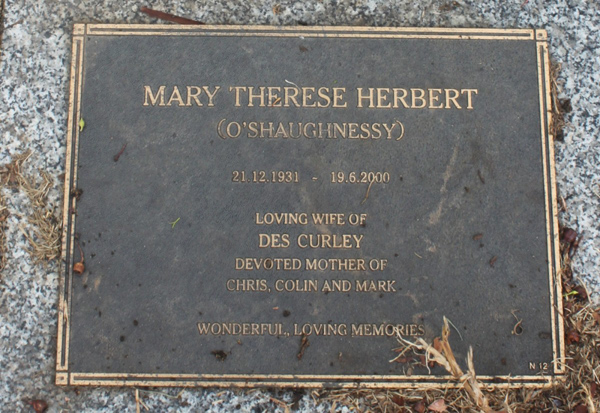 MARY THERESE HERBERT
(O'SHAUGHNESSY)
21.12.1931 - 19.6.2000
LOVING WIFE OF
DES CURLEY
DEVOTED MOTHER OF
CHRIS, COLIN AND MARK
WONDERFUL, LOVING MEMORIES
N 12